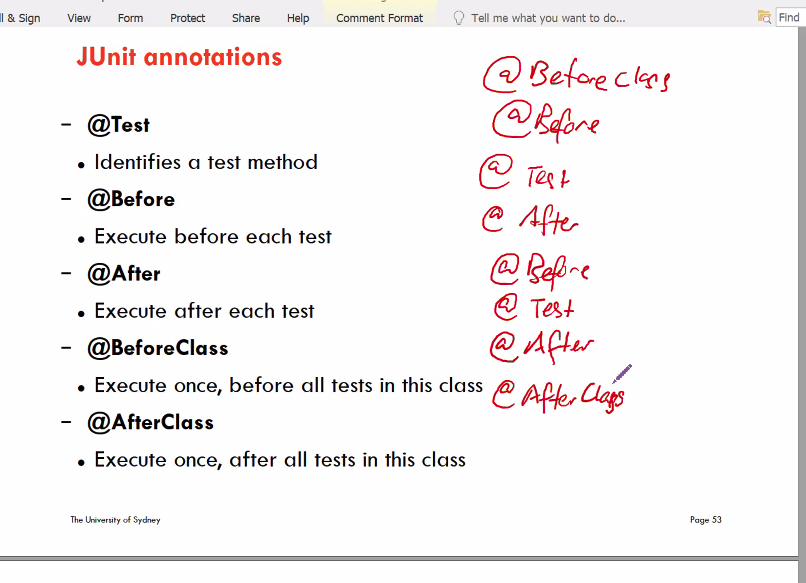 l & Sign View Form Protect Share Help Comment Format Tell me what you want to do... Find
JUnit annotations
– @Test
• Identifies a test method
– @Before
• Execute before each test
– @After
• Execute after each test
– @BeforeClass
• Execute once, before all tests in this class
– @AfterClass
• Execute once, after all tests in this class
@BeforeClass
@Before
@ Test
@ After
@Before
@ Test
@ After
@ AfterClass
The University of Sydney Page 53